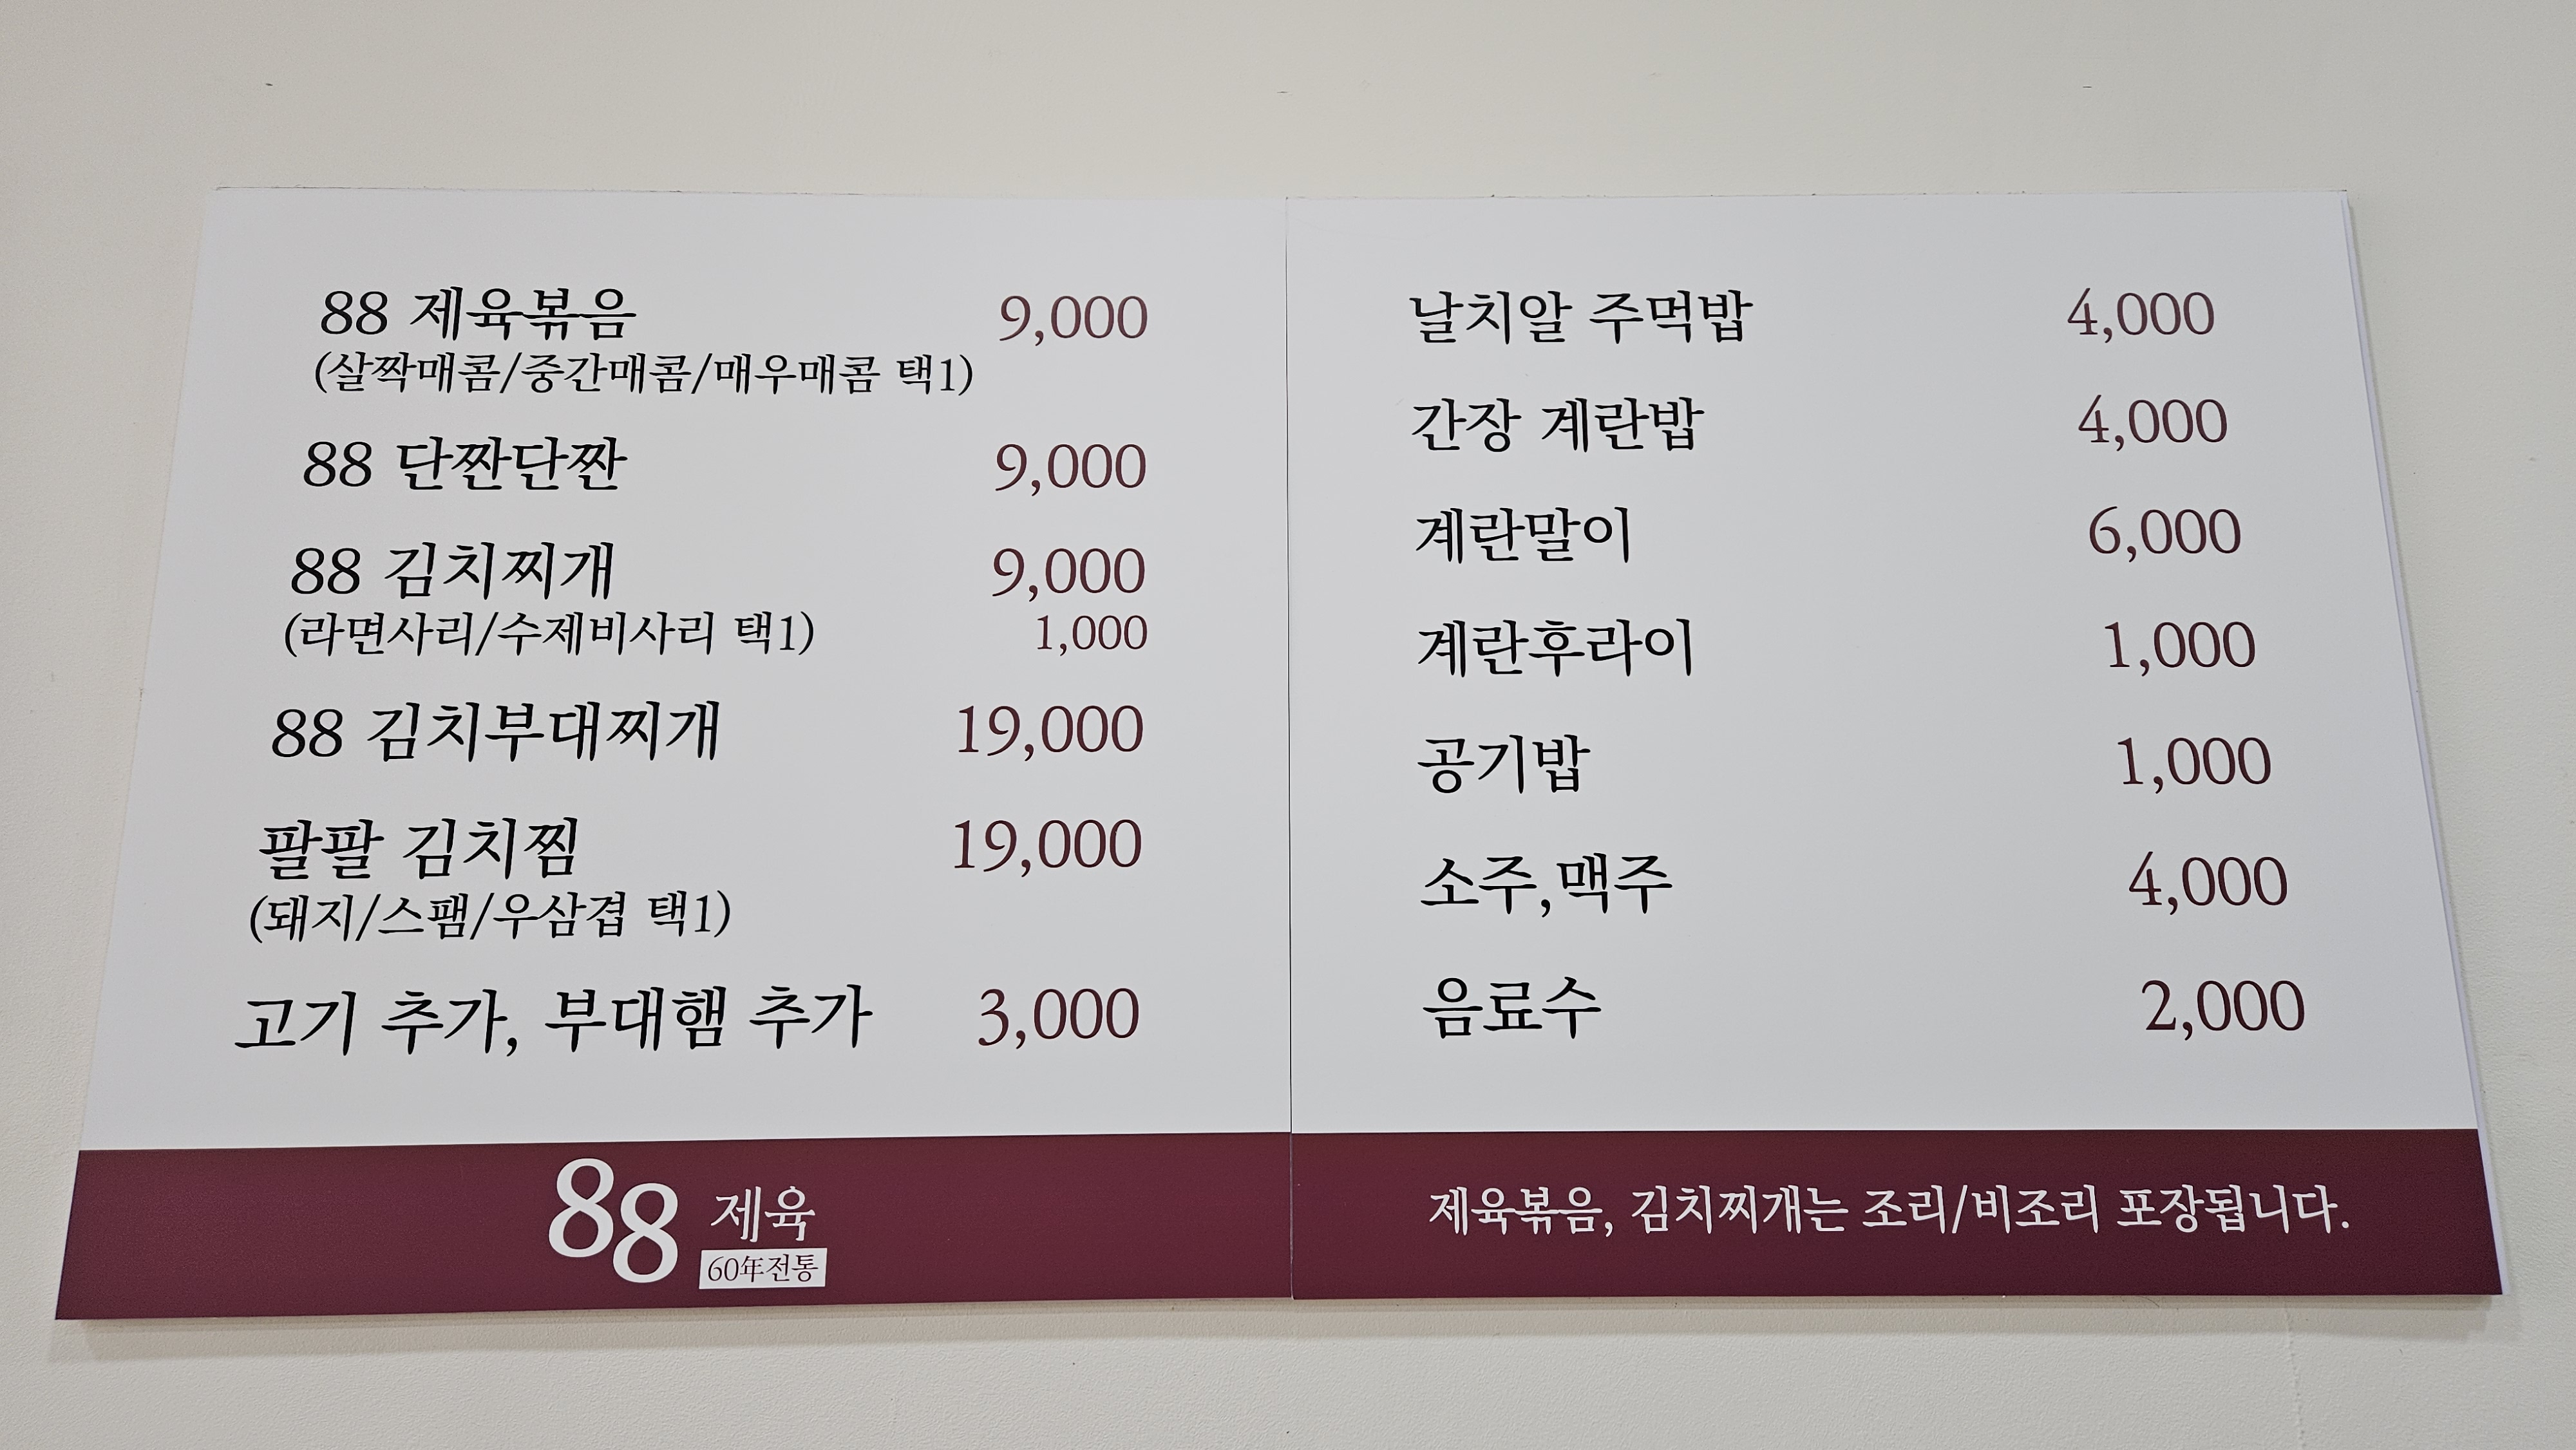 88 제육볶음 9,000
(살짝매콤/중간매콤/매우매콤 택1)
88 단짠단짠 9,000
88 김치찌개 9,000
(라면사리/수제비사리 택1) 1,000
88 김치부대찌개 19,000
팔팔 김치찜 19,000
(돼지/스팸/우삼겹 택1)
고기 추가, 부대햄 추가 3,000
88 제육
60年전통
날치알 주먹밥 4,000
간장 계란밥 4,000
계란말이 6,000
계란후라이 1,000
공기밥 1,000
소주,맥주 4,000
음료수 2,000
제육볶음, 김치찌개는 조리/비조리 포장됩니다.